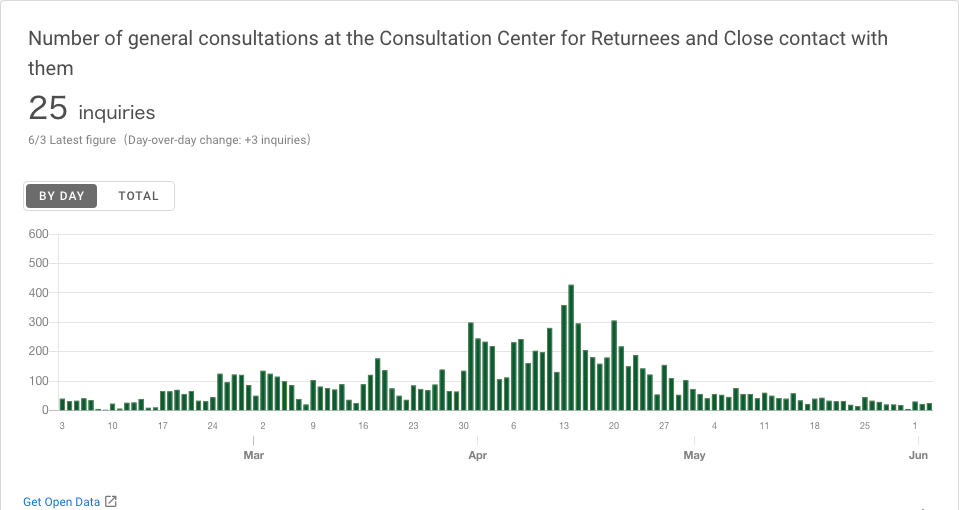 Number of general consultations at the Consultation Center for Returnees and Close contact with
them
25 inquiries
6/3 Latest figure (Day-over-day change: +3 inquiries)
BY DAY TOTAL
600
500
400
300
200
100
0
3 10 17 24 2 9 16 23 30 6 13 20 27 4 11 18 25 1
Mar Apr May Jun
Get Open Data